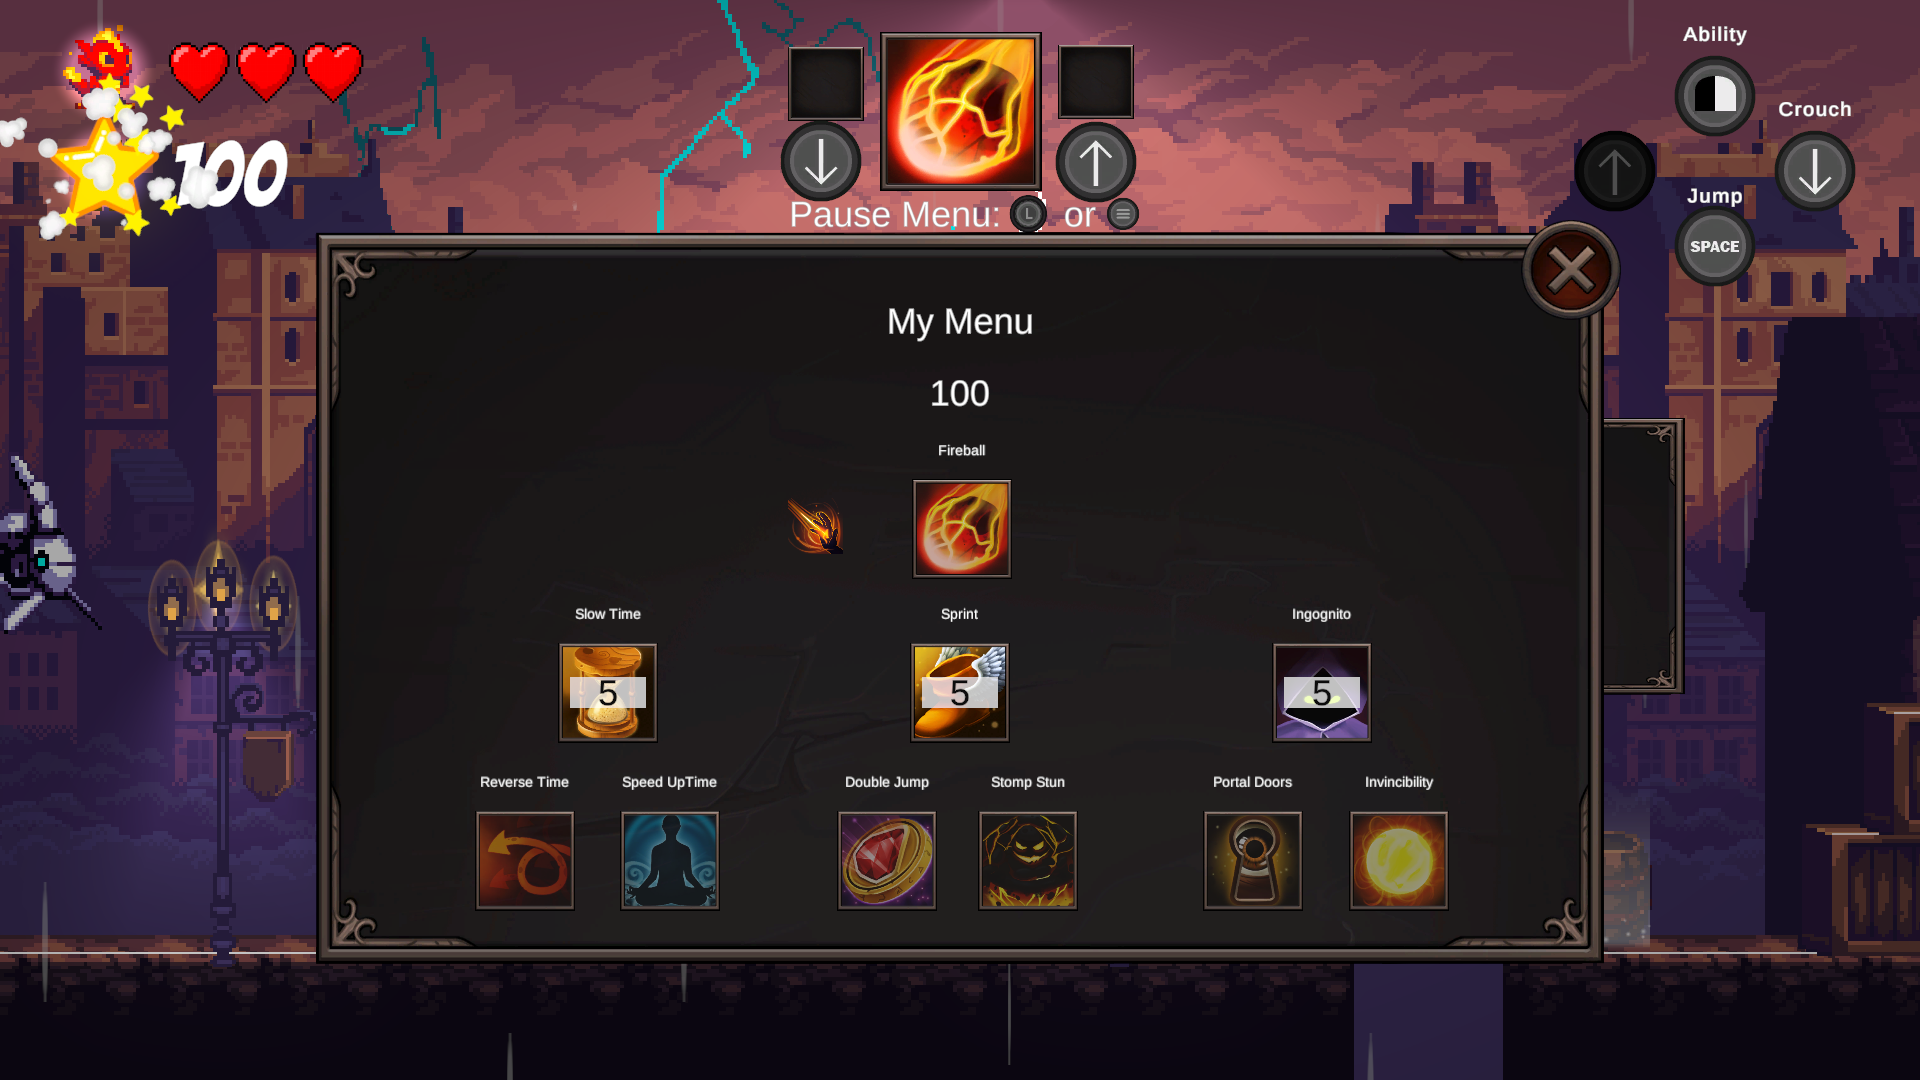 Ability
Crouch
100
Jump
SPACE
Pause Menu: L or
My Menu
100
Fireball
Slow Time
Sprint
Ingognito
5
5
5
Reverse Time
Speed UpTime
Double Jump
Stomp Stun
Portal Doors
Invincibility